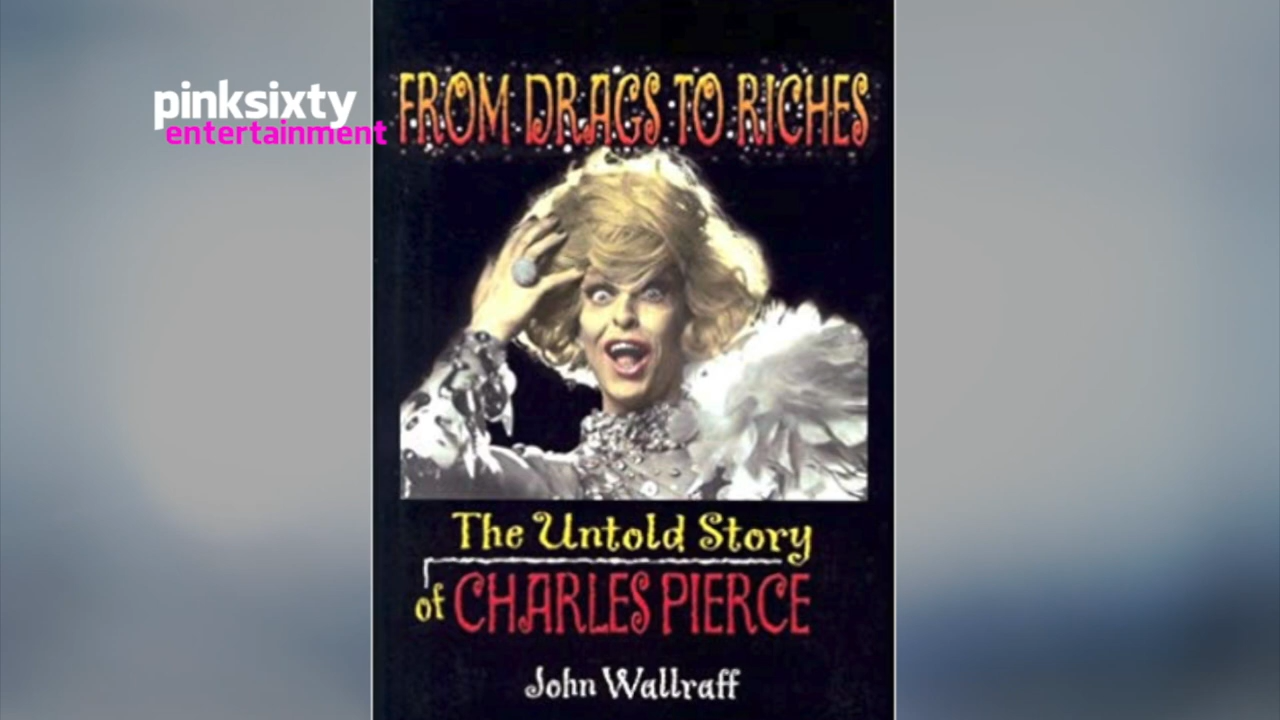 pinksixty
entertainment
FROM DRAGS TO RICHES
The Untold Story
of CHARLES PIERCE
John Wallraff